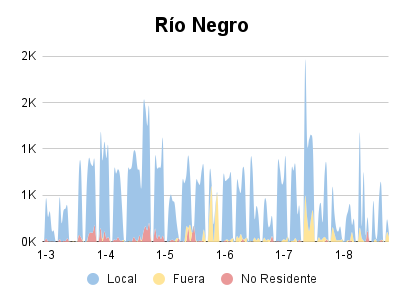 Río Negro
2K
2K
1K
1K
0K
1-3 1-4 1-5 1-6 1-7 1-8
Local Fuera No Residente